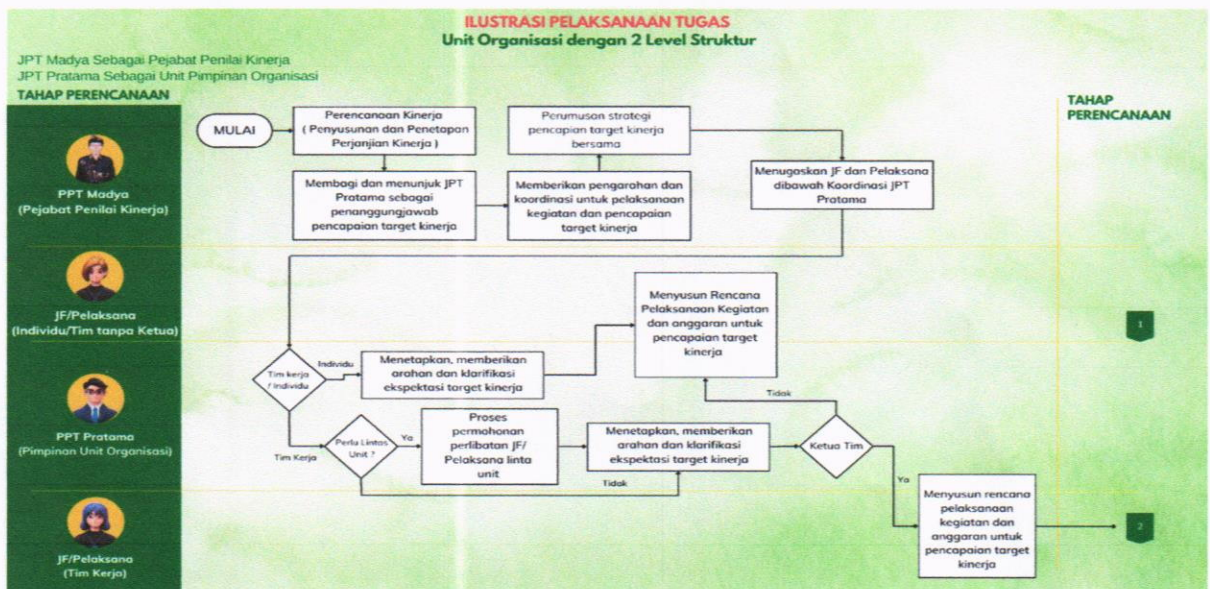 ILUSTRASI PELAKSANAAN TUGAS
Unit Organisasi dengan 2 Level Struktur
JPT Madya Sebagai Pejabat Penilai Kinerja
JPT Pratama Sebagai Unit Pimpinan Organisasi
TAHAP PERENCANAAN
TAHAP
PERENCANAAN
PPT Madya
(Pejabat Penilai Kinerja)
MULAI
Perencanaan Kinerja
( Penyusunan dan Penetapan
Perjanjian Kinerja )
Perumusan strategi
pencapian target kinerja
bersama
Membagi dan menunjuk JPT
Pratama sebagai
penanggungjawab
pencapaian target kinerja
Memberikan pengarahan dan
koordinasi untuk pelaksanaan
kegiatan dan pencapaian
target kinerja
Menugaskan JF dan Pelaksana
dibawah Koordinasi JPT
Pratama
JF/Pelaksana
(Individu/Tim tanpa Ketua)
Menyusun Rencana
Pelaksanaan Kegiatan
dan anggaran untuk
pencapaian target
kinerja
1
PPT Pratama
(Pimpinan Unit Organisasi)
Tim kerja
/ Individu
Individu
Menetapkan, memberikan
arahan dan klarifikasi
ekspektasi target kinerja
Tim Kerja
Perlu Lintas
Unit ?
Ya
Proses
permohonan
perlibatan JF/
Pelaksana linta
unit
Tidak
Menetapkan, memberikan
arahan dan klarifikasi
ekspektasi target kinerja
Tidak
Ketua Tim
Ya
JF/Pelaksana
(Tim Kerja)
Menyusun rencana
pelaksanaan
kegiatan dan
anggaran untuk
pencapaian target
kinerja
2